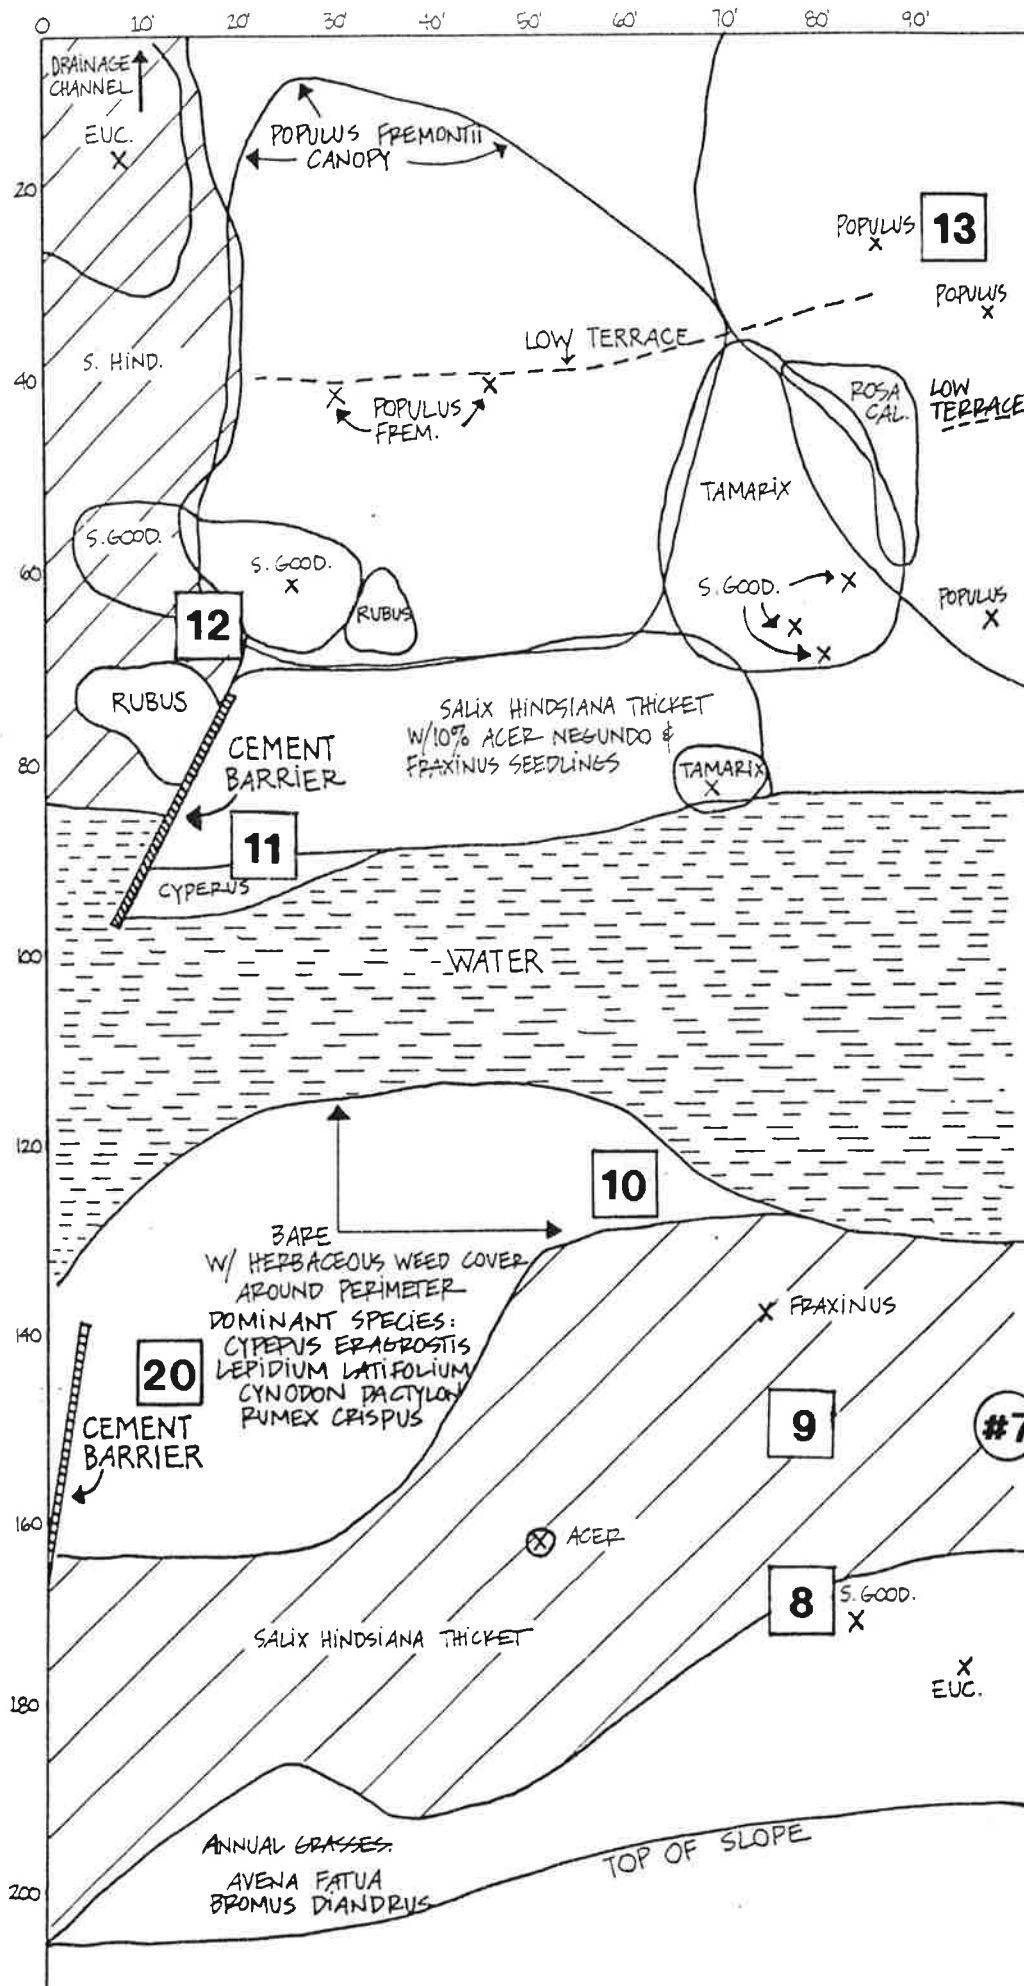 0 10' 20' 30' 40' 50' 60' 70' 80' 90'
DRAINAGE
CHANNEL
EUC.
POPULUS FREMONTII
CANOPY
20
POPULUS
13
POPULUS
LOW TERRACE
S. HIND.
40
POPULUS
FREM.
ROSA
CAL.
LOW
TERRACE
TAMARIX
S.GOOD.
S.GOOD.
60
S.GOOD.
RUBUS
POPULUS
12
RUBUS
SALIX HINDSIANA THICKET
W/10% ACER NEGUNDO &
FRAXINUS SEEDLINGS
CEMENT
BARRIER
80
TAMARIX
11
CYPERUS
100
WATER
120
10
BARE
W/ HERBACEOUS WEED COVER
AROUND PERIMETER
DOMINANT SPECIES:
CYPEPUS ERAGROSTIS
LEPIDIUM LATIFOLIUM
CYNODON DACTYLON
RUMEX CRISPUS
FRAXINUS
140
20
CEMENT
BARRIER
9
#7
160
ACER
8
S.GOOD.
SALIX HINDSIANA THICKET
EUC.
180
ANNUAL GRASSES.
AVENA FATUA
BROMUS DIANDRUS
TOP OF SLOPE
200